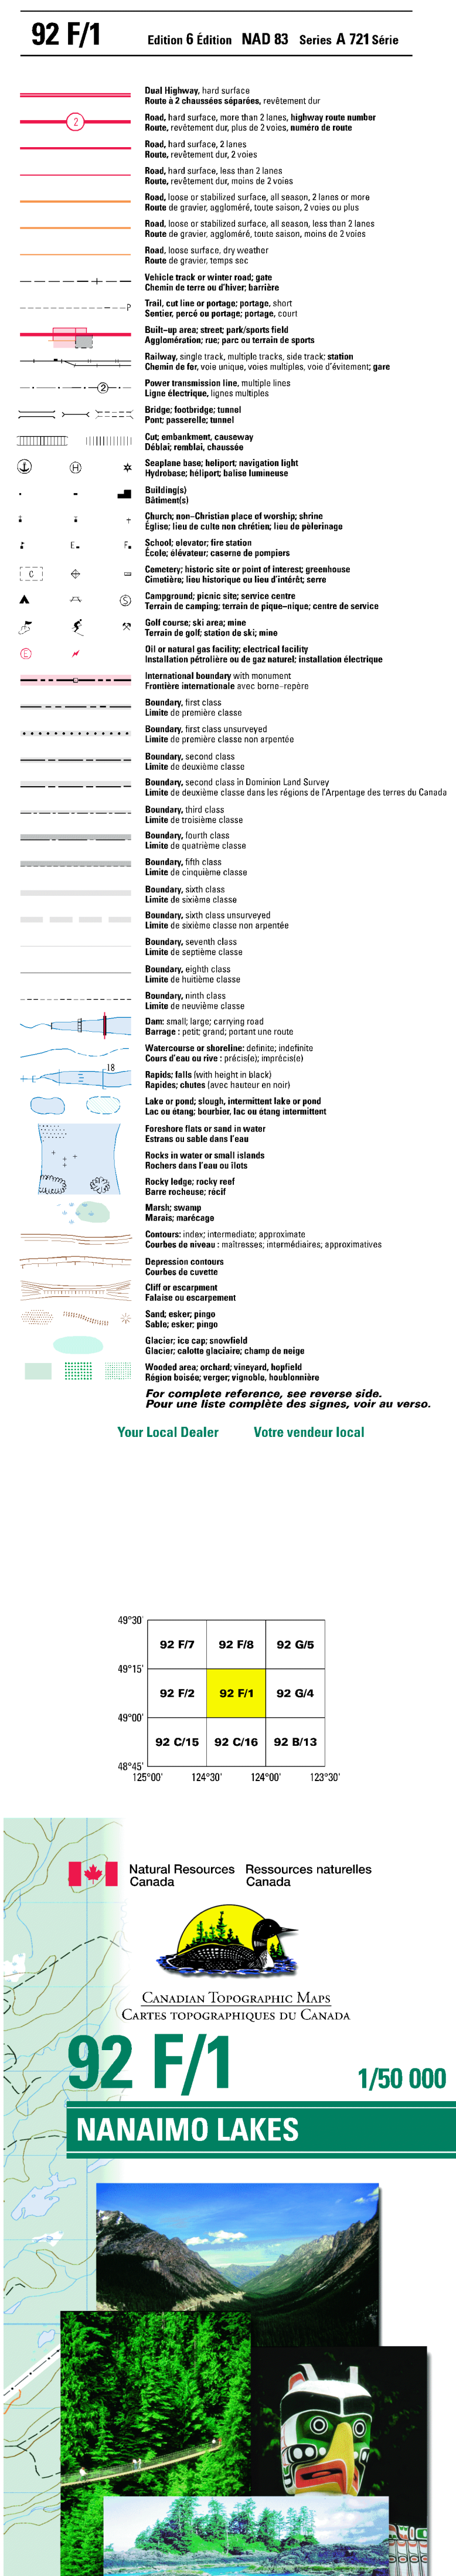 92 F/1 Edition 6 Édition NAD 83 Series A 721 Série
Dual Highway, hard surface
Route à 2 chaussées séparées, revêtement dur
2
Road, hard surface, more than 2 lanes, highway route number
Route, revêtement dur, plus de 2 voies, numéro de route
Road, hard surface, 2 lanes
Route, revêtement dur, 2 voies
Road, hard surface, less than 2 lanes
Route, revêtement dur, moins de 2 voies
Road, loose or stabilized surface, all season, 2 lanes or more
Route de gravier, aggloméré, toute saison, 2 voies ou plus
Road, loose or stabilized surface, all season, less than 2 lanes
Route de gravier, aggloméré, toute saison, moins de 2 voies
Road, loose surface, dry weather
Route de gravier, temps sec
Vehicle track or winter road; gate
Chemin de terre ou d'hiver; barrière
P
Trail, cut line or portage; portage, short
Sentier, percé ou portage; portage, court
Built-up area; street; park/sports field
Agglomération; rue; parc ou terrain de sports
Railway, single track, multiple tracks, side track; station
Chemin de fer, voie unique, voies multiples, voie d'évitement; gare
2
Power transmission line, multiple lines
Ligne électrique, lignes multiples
Bridge; footbridge; tunnel
Pont; passerelle; tunnel
Cut; embankment, causeway
Déblai; remblai, chaussée
H
Seaplane base; heliport; navigation light
Hydrobase; héliport; balise lumineuse
Building(s)
Bâtiment(s)
Church; non-Christian place of worship; shrine
Église; lieu de culte non chrétien; lieu de pèlerinage
E F
School; elevator; fire station
École; élévateur; caserne de pompiers
C
Cemetery; historic site or point of interest; greenhouse
Cimetière; lieu historique ou lieu d'intérêt; serre
S
Campground; picnic site; service centre
Terrain de camping; terrain de pique-nique; centre de service
Golf course; ski area; mine
Terrain de golf; station de ski; mine
E
Oil or natural gas facility; electrical facility
Installation pétrolière ou de gaz naturel; installation électrique
International boundary with monument
Frontière internationale avec borne-repère
Boundary, first class
Limite de première classe
Boundary, first class unsurveyed
Limite de première classe non arpentée
Boundary, second class
Limite de deuxième classe
Boundary, second class in Dominion Land Survey
Limite de deuxième classe dans les régions de l'Arpentage des terres du Canada
Boundary, third class
Limite de troisième classe
Boundary, fourth class
Limite de quatrième classe
Boundary, fifth class
Limite de cinquième classe
Boundary, sixth class
Limite de sixième classe
Boundary, sixth class unsurveyed
Limite de sixième classe non arpentée
Boundary, seventh class
Limite de septième classe
Boundary, eighth class
Limite de huitième classe
Boundary, ninth class
Limite de neuvième classe
Dam: small; large; carrying road
Barrage : petit; grand; portant une route
Watercourse or shoreline: definite; indefinite
Cours d'eau ou rive : précis(e); imprécis(e)
18
Rapids; falls (with height in black)
Rapides; chutes (avec hauteur en noir)
Lake or pond; slough, intermittent lake or pond
Lac ou étang; bourbier, lac ou étang intermittent
Foreshore flats or sand in water
Estrans ou sable dans l'eau
Rocks in water or small islands
Rochers dans l'eau ou îlots
Rocky ledge; rocky reef
Barre rocheuse; récif
Marsh; swamp
Marais; marécage
Contours: index; intermediate; approximate
Courbes de niveau : maîtresses; intermédiaires; approximatives
Depression contours
Courbes de cuvette
Cliff or escarpment
Falaise ou escarpement
Sand; esker; pingo
Sable; esker; pingo
Glacier; ice cap; snowfield
Glacier; calotte glaciaire; champ de neige
Wooded area; orchard; vineyard, hopfield
Région boisée; verger; vignoble, houblonnière
For complete reference, see reverse side.
Pour une liste complète des signes, voir au verso.
Your Local Dealer Votre vendeur local
49°30'
92 F/7 92 F/8 92 G/5
49°15'
92 F/2 92 F/1 92 G/4
49°00'
92 C/15 92 C/16 92 B/13
48°45'
125°00' 124°30' 124°00' 123°30'
Natural Resources Ressources naturelles
Canada Canada
Canadian Topographic Maps
Cartes topographiques du Canada
92 F/1
1/50 000
NANAIMO LAKES